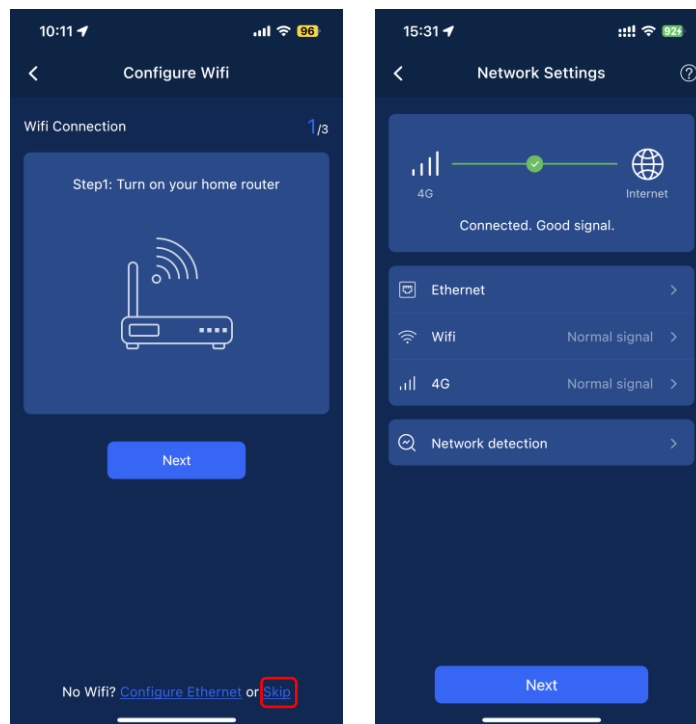 10:11
96
Configure Wifi
Wifi Connection
1/3
Step1: Turn on your home router
Next
No Wifi? Configure Ethernet or Skip
15:31
92
Network Settings
?
4G
Internet
Connected. Good signal.
Ethernet
Wifi Normal signal
4G Normal signal
Network detection
Next